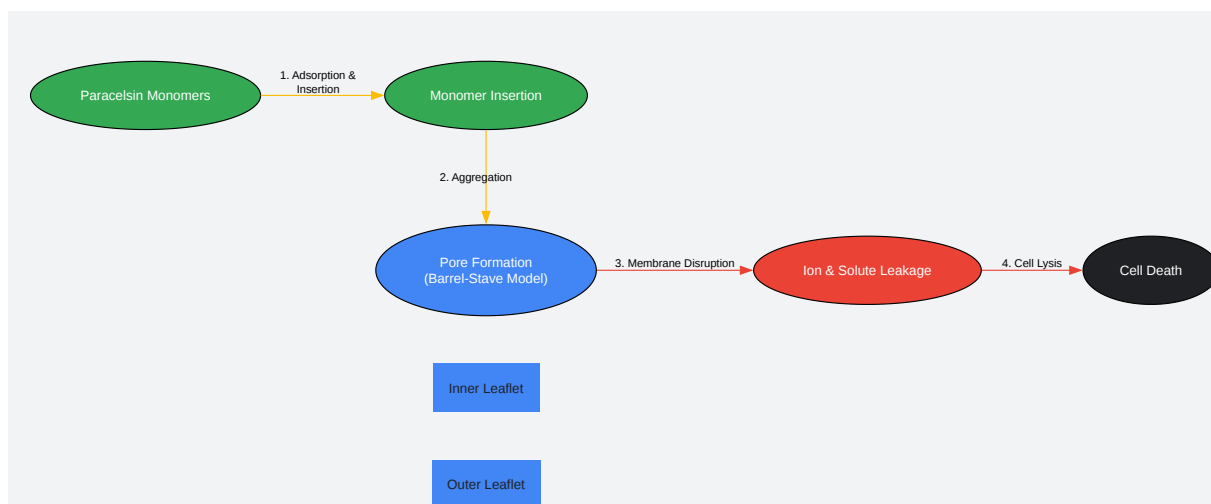 Paracelsin Monomers
1. Adsorption &
Insertion
Monomer Insertion
2. Aggregation
Pore Formation
(Barrel-Stave Model)
3. Membrane Disruption
Ion & Solute Leakage
4. Cell Lysis
Cell Death
Inner Leaflet
Outer Leaflet